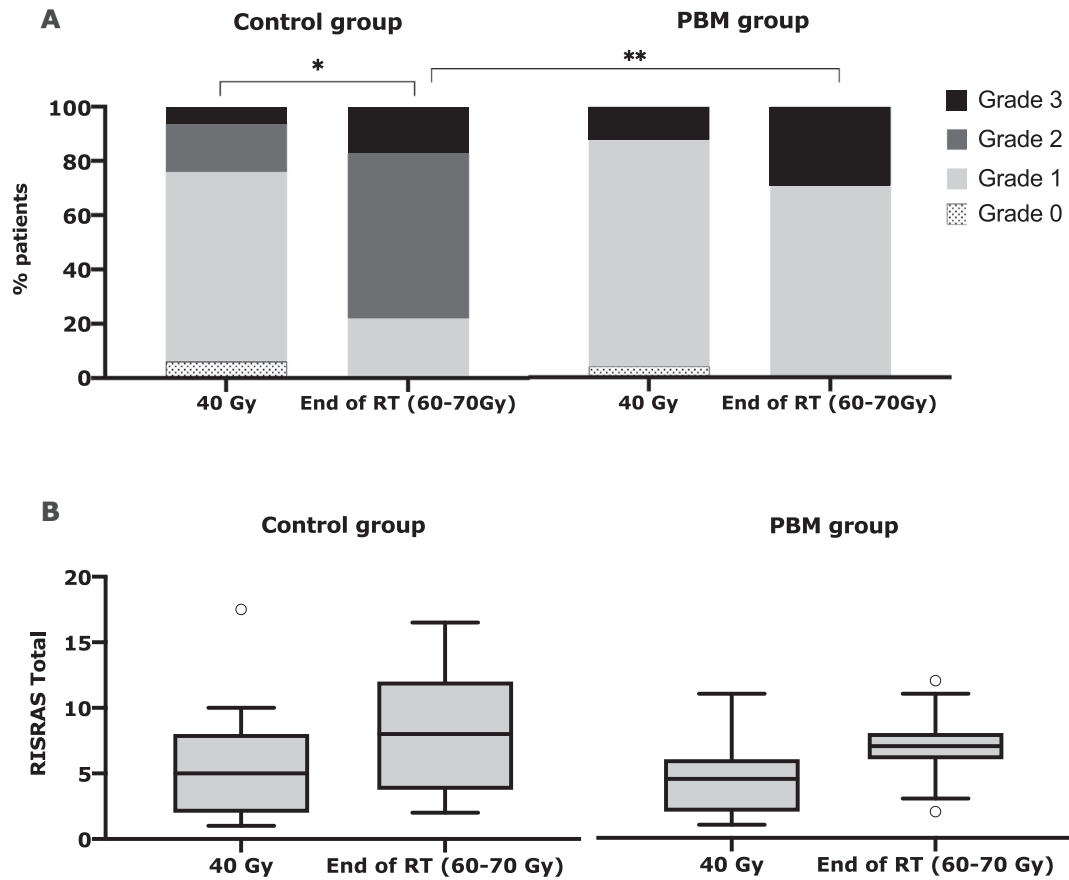 A
Control group
PBM group
*
**
% patients
100
80
60
40
20
0
40 Gy
End of RT (60-70Gy)
40 Gy
End of RT (60-70Gy)
Grade 3
Grade 2
Grade 1
Grade 0
B
Control group
PBM group
RISRAS Total
20
15
10
5
0
40 Gy
End of RT (60-70 Gy)
40 Gy
End of RT (60-70 Gy)